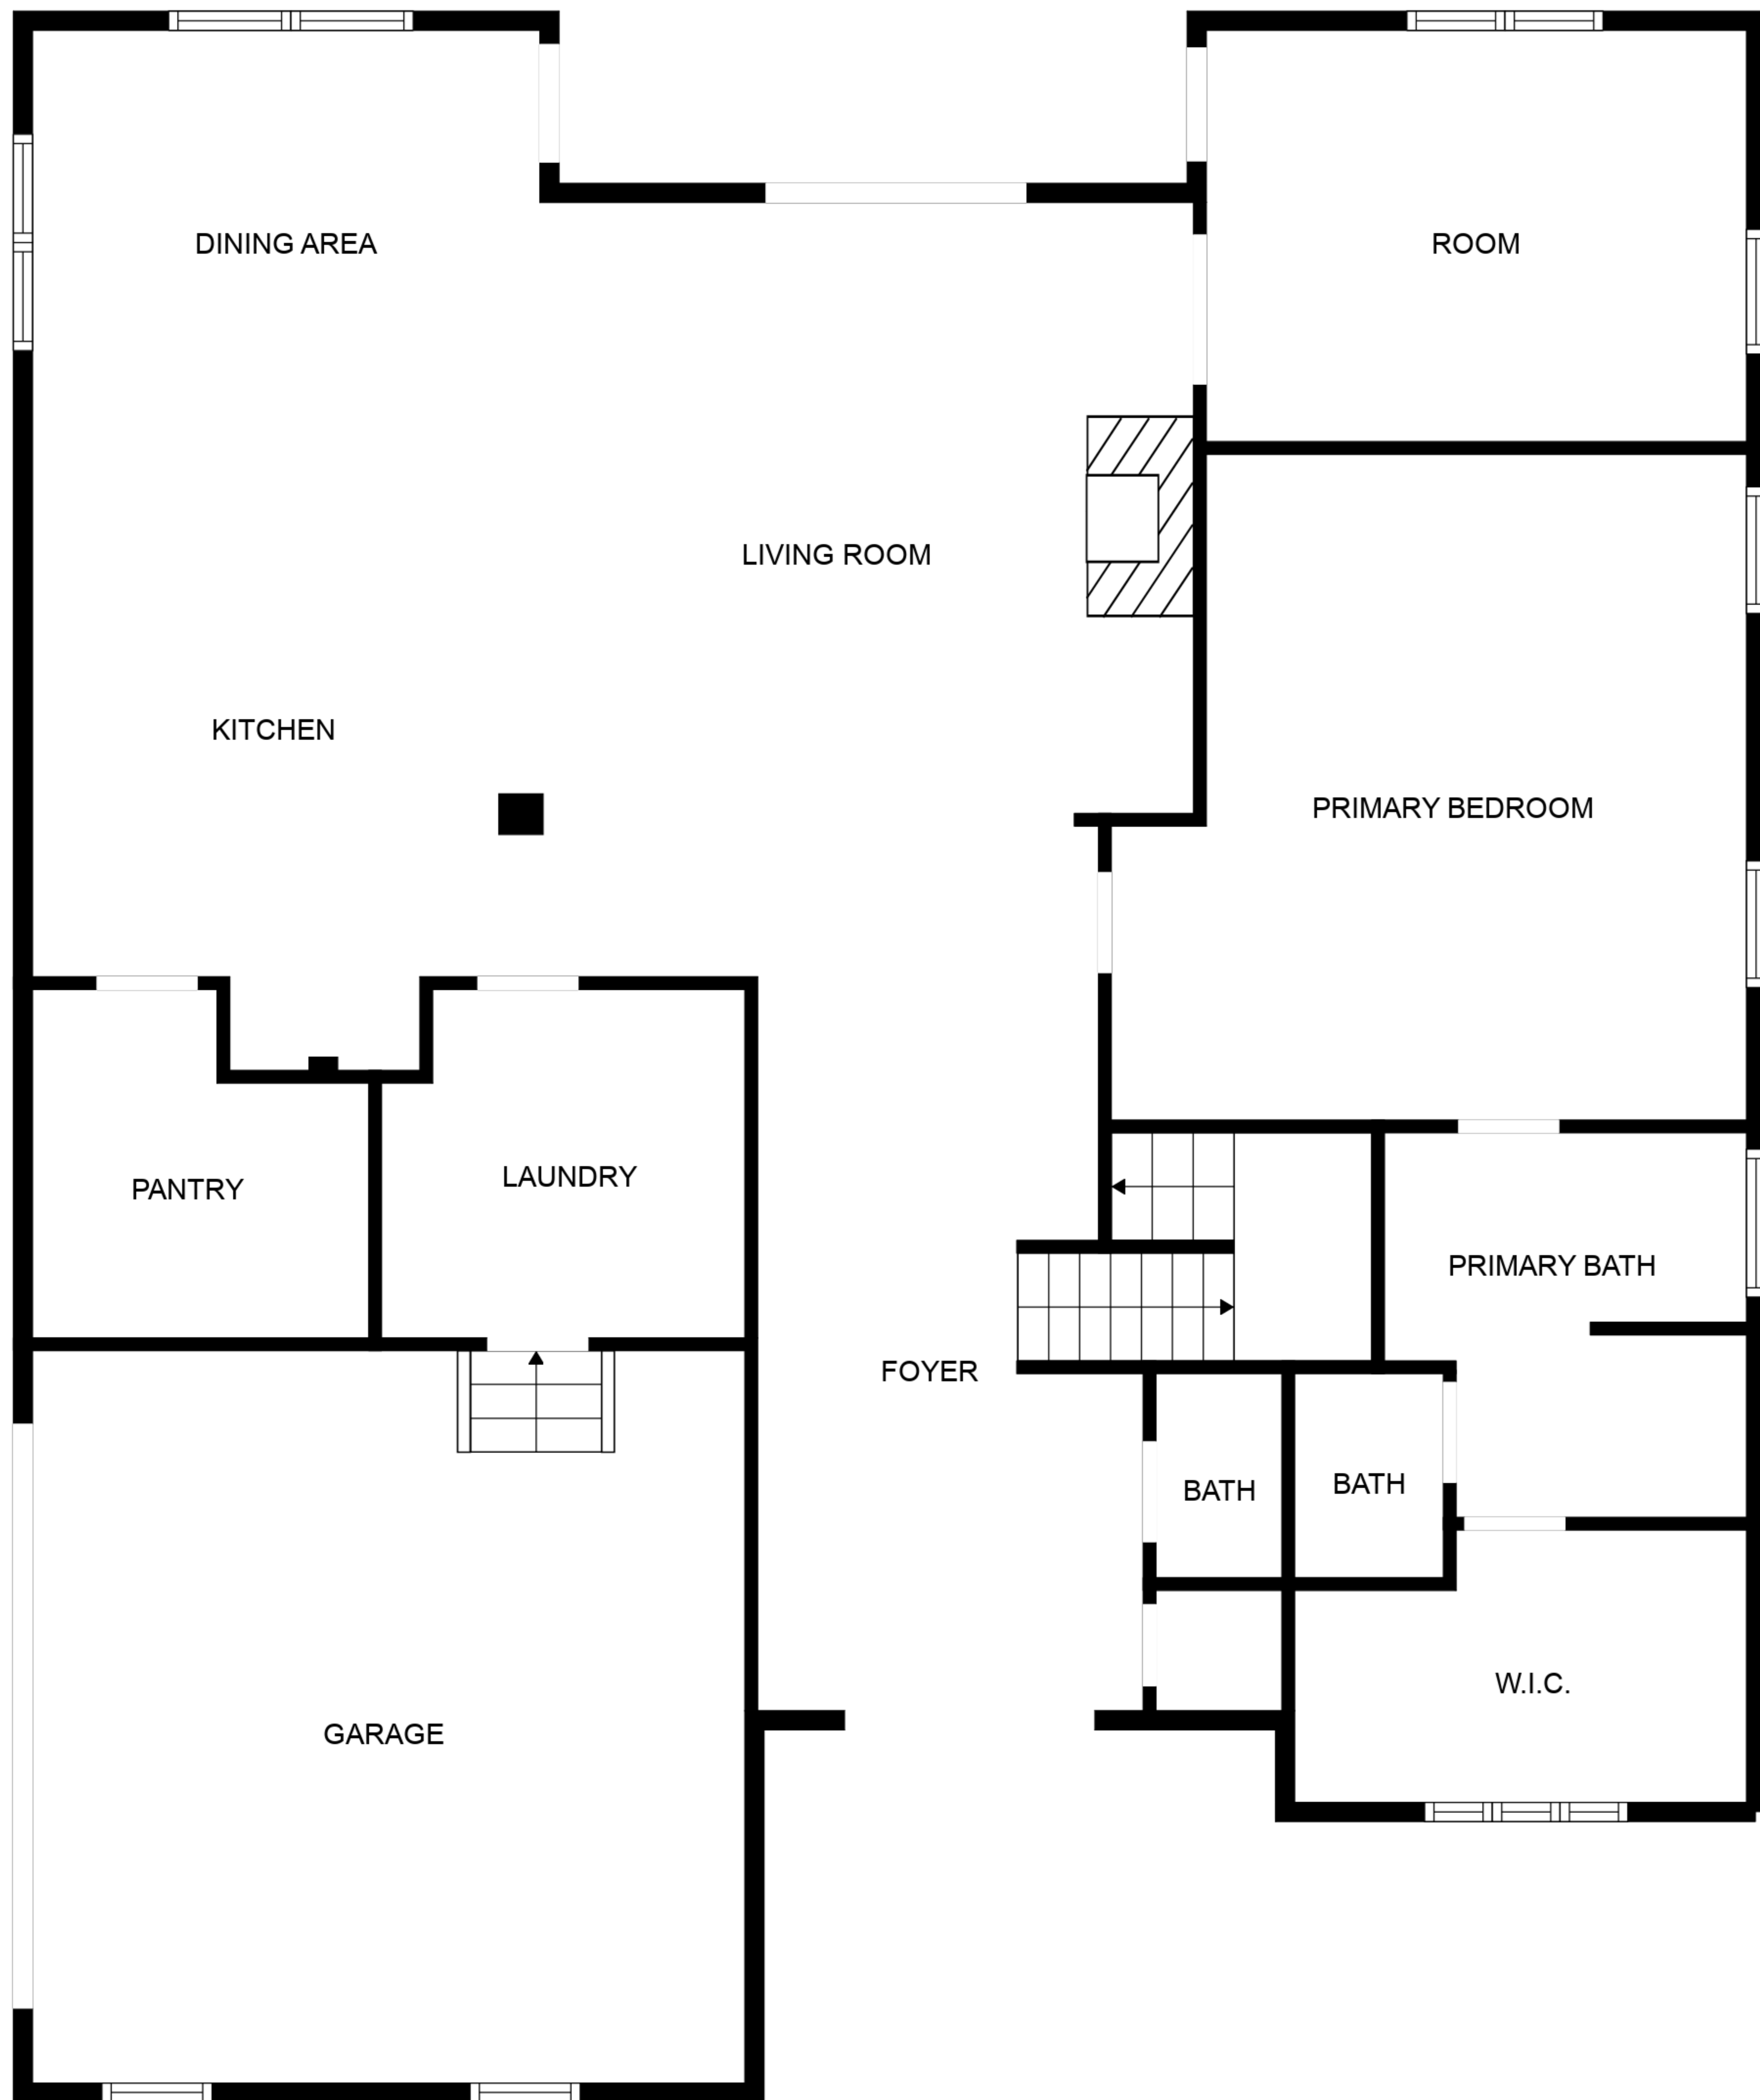 DINING AREA
ROOM
LIVING ROOM
KITCHEN
PRIMARY BEDROOM
PANTRY
LAUNDRY
PRIMARY BATH
FOYER
BATH
BATH
W.I.C.
GARAGE